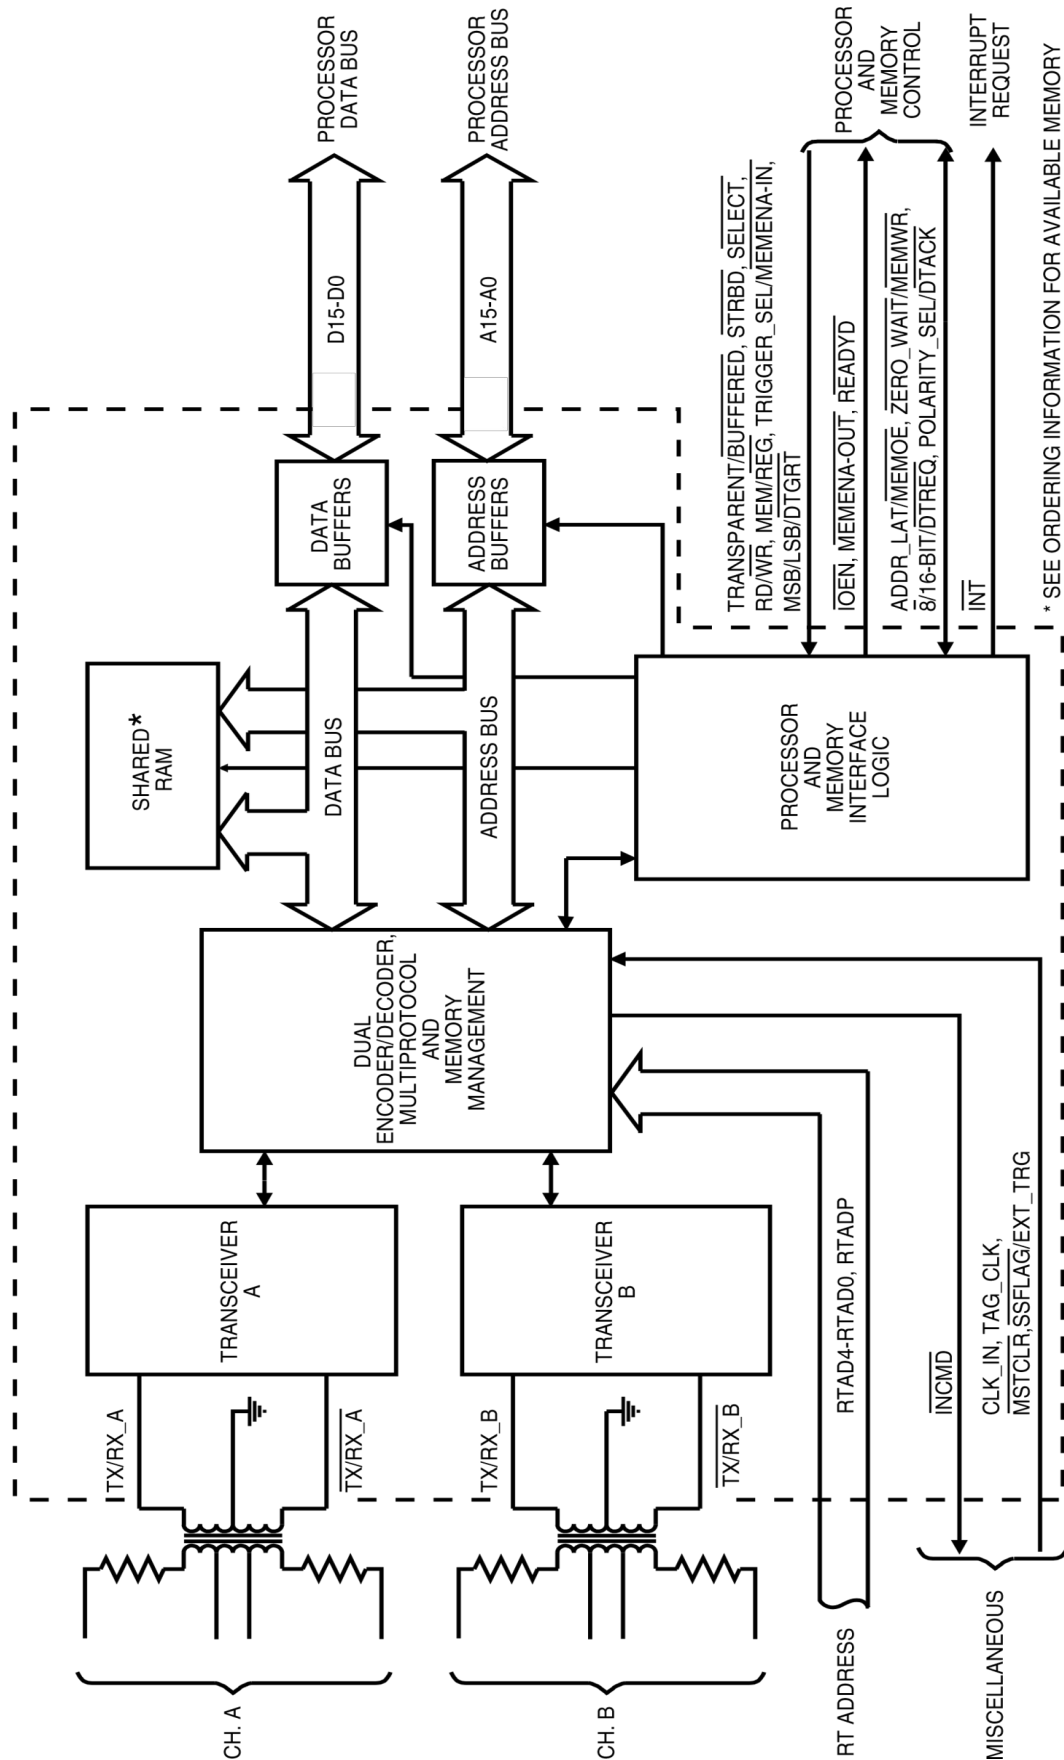 CH. A
TX/RX_A
TX/RX_A
TRANSCEIVER
A
CH. B
TX/RX_B
TX/RX_B
TRANSCEIVER
B
DUAL
ENCODER/DECODER,
MULTIPROTOCOL
AND
MEMORY
MANAGEMENT
SHARED*
RAM
DATA BUS
ADDRESS BUS
DATA
BUFFERS
ADDRESS
BUFFERS
D15-D0
PROCESSOR
DATA BUS
A15-A0
PROCESSOR
ADDRESS BUS
PROCESSOR
AND
MEMORY
INTERFACE
LOGIC
TRANSPARENT/BUFFERED, STRBD, SELECT,
RD/WR, MEM/REG, TRIGGER_SEL/MEMENA-IN,
MSB/LSB/DTGRT
IOEN, MEMENA-OUT, READYD
ADDR_LAT/MEMOE, ZERO_WAIT/MEMWR,
8/16-BIT/DTREQ, POLARITY_SEL/DTACK
INT
PROCESSOR
AND
MEMORY
CONTROL
INTERRUPT
REQUEST
RT ADDRESS
RTAD4-RTAD0, RTADP
MISCELLANEOUS
INCMD
CLK_IN, TAG_CLK,
MSTCLR,SSFLAG/EXT_TRG
* SEE ORDERING INFORMATION FOR AVAILABLE MEMORY